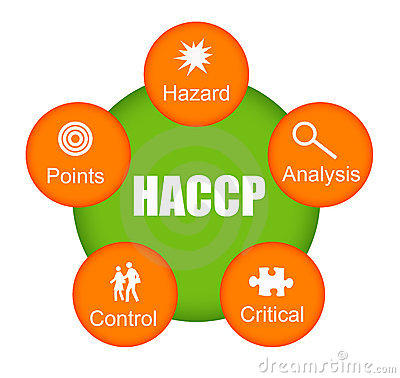 Hazard
Analysis
Critical
Control
Points
HACCP
dreamstime.com